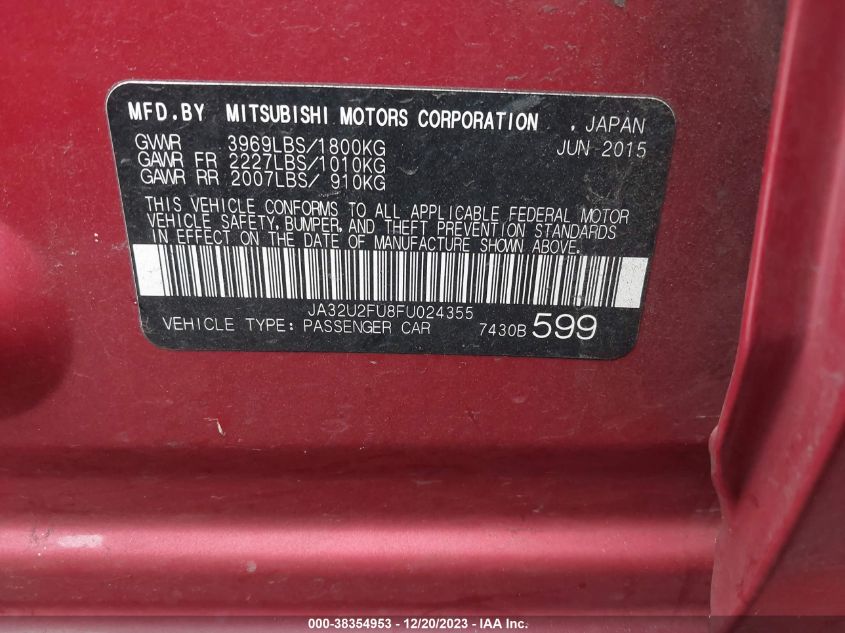 MFD.BY MITSUBISHI MOTORS CORPORATION , JAPAN
GVWR 3969LBS/1800KG JUN 2015
GAWR FR 2227LBS/1010KG
GAWR RR 2007LBS/ 910KG
THIS VEHICLE CONFORMS TO ALL APPLICABLE FEDERAL MOTOR
VEHICLE SAFETY, BUMPER, AND THEFT PREVENTION STANDARDS
IN EFFECT ON THE DATE OF MANUFACTURE SHOWN ABOVE.
JA32U2FU8FU024355
VEHICLE TYPE: PASSENGER CAR 7430B 599
000-38354953 - 12/20/2023 - IAA Inc.